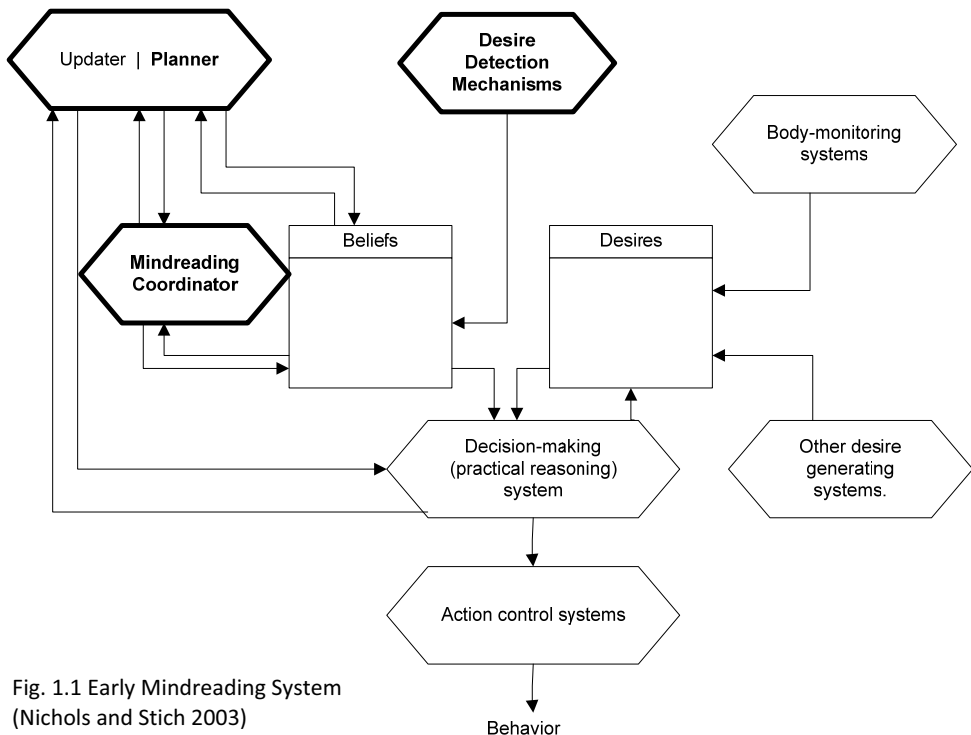 Updater | Planner
Desire
Detection
Mechanisms
Body-monitoring
systems
Beliefs
Desires
Mindreading
Coordinator
Decision-making
(practical reasoning)
system
Other desire
generating
systems.
Action control systems
Fig. 1.1 Early Mindreading System
(Nichols and Stich 2003)
Behavior